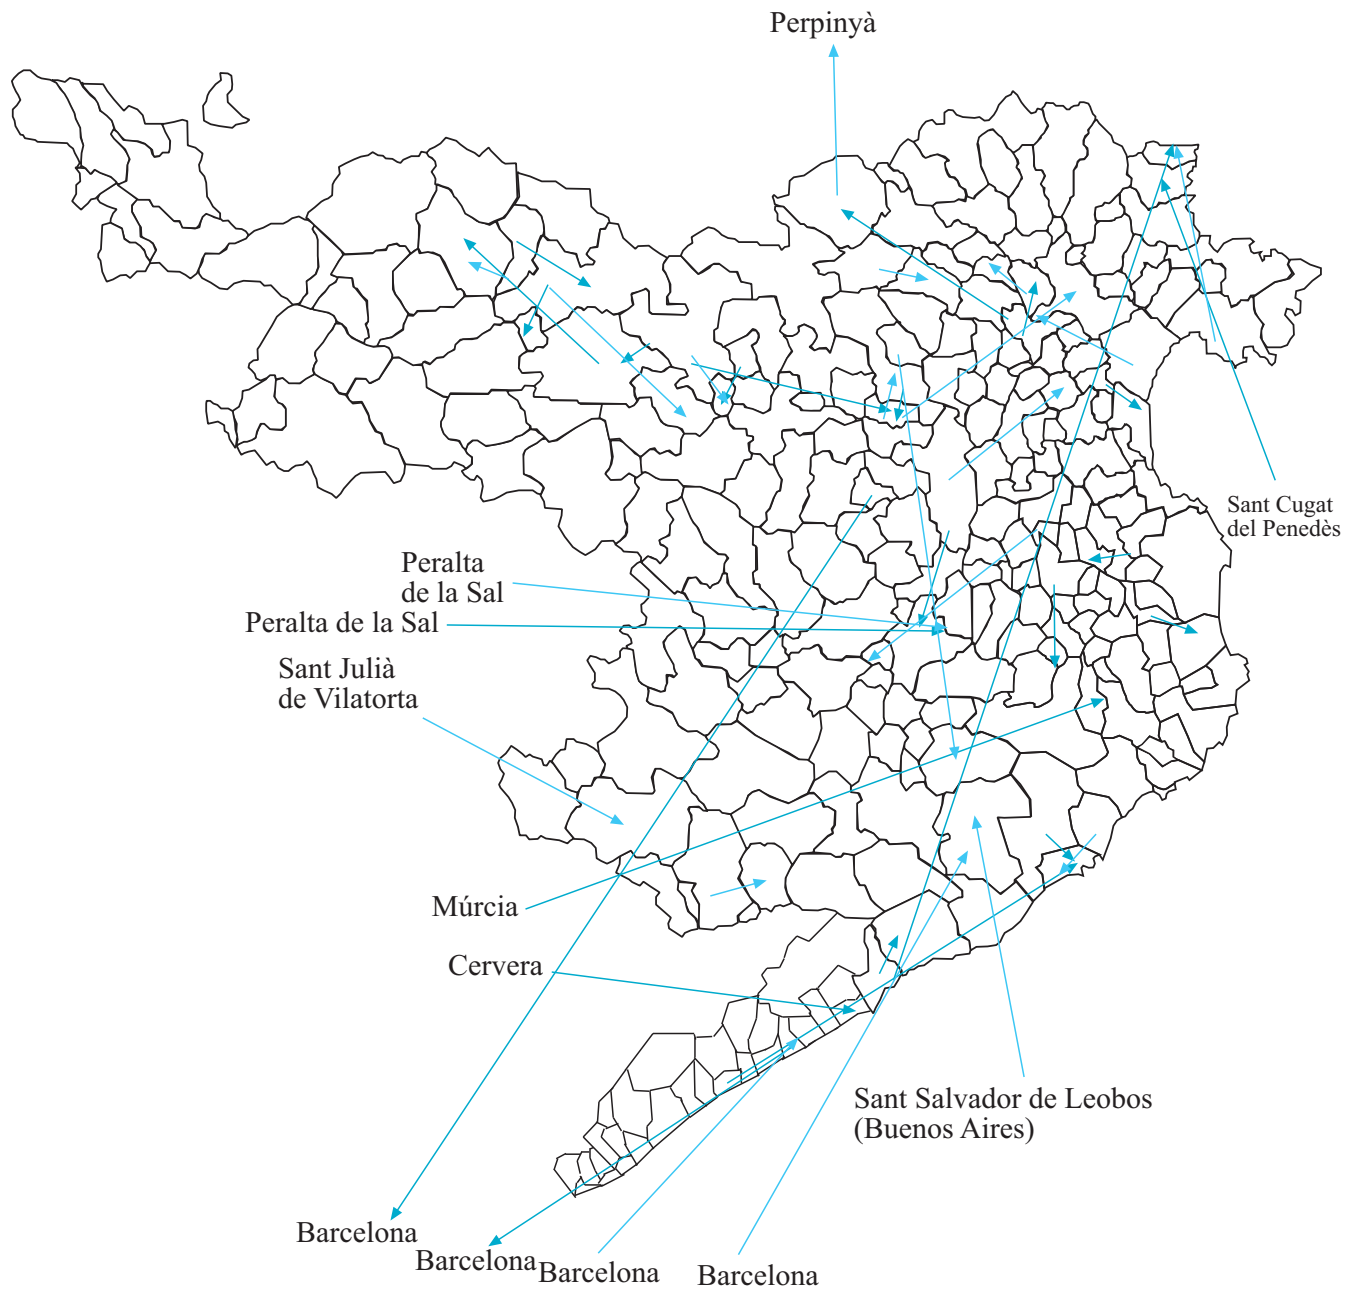 Perpinyà
Sant Cugat
del Penedès
Peralta
de la Sal
Peralta de la Sal
Sant Julià
de Vilatorta
Múrcia
Cervera
Sant Salvador de Leobos
(Buenos Aires)
Barcelona
Barcelona
Barcelona
Barcelona